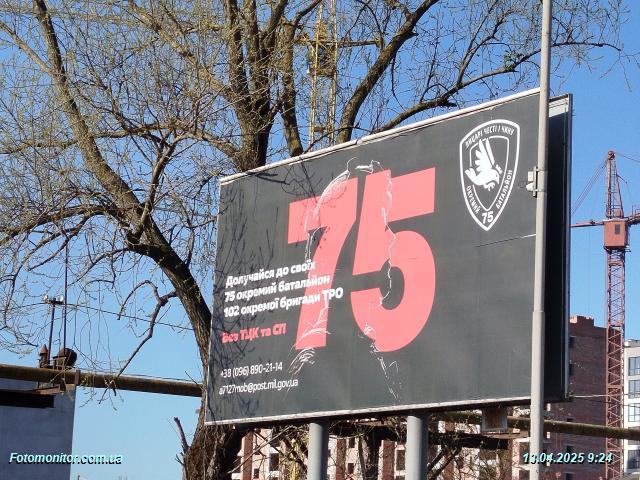 ЛИЦАРІ ЧЕСТІ І ЧИНУ
ОКРЕМИЙ БАТАЛЬЙОН
75
75
Долучайся до своїх
75 окремий батальйон
102 окремої бригади ТРО
Без ТЦК та СП
+38 (096) 890-21-14
a7127mob@post.mil.gov.ua
Fotomonitor.com.ua
13.04.2025 9:24